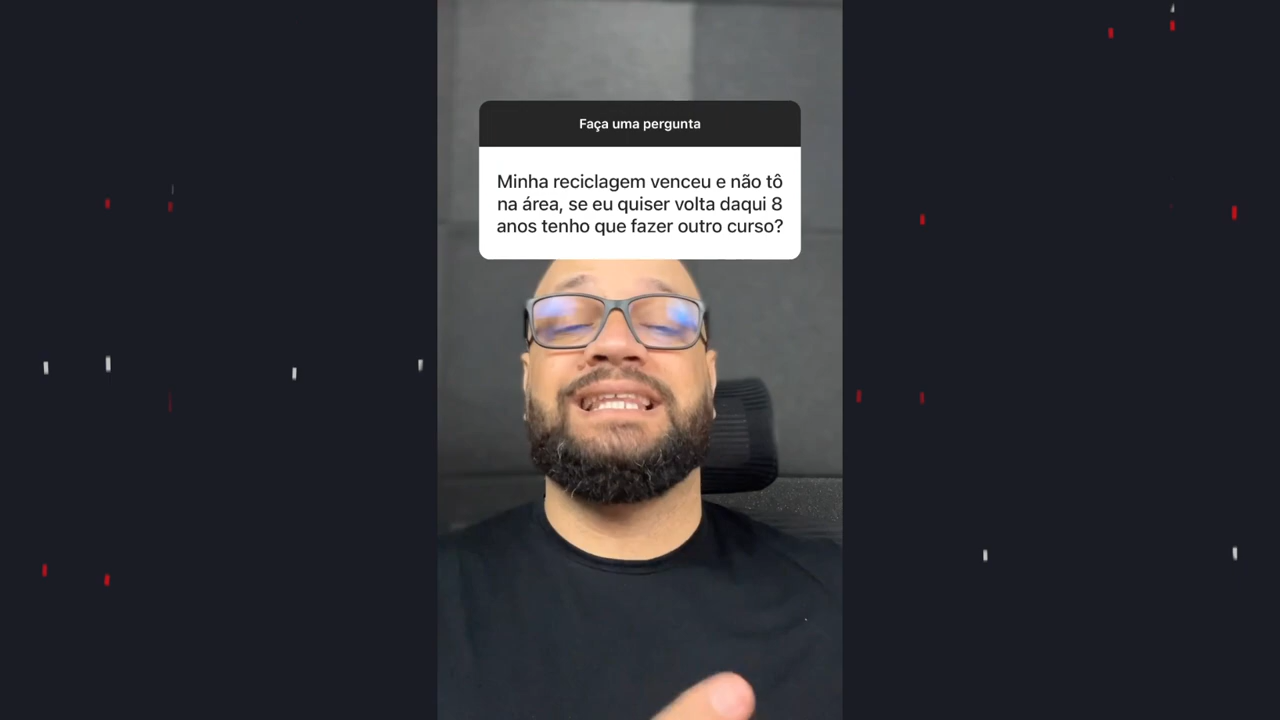 Faça uma pergunta
Minha reciclagem venceu e não tô
na área, se eu quiser volta daqui 8
anos tenho que fazer outro curso?